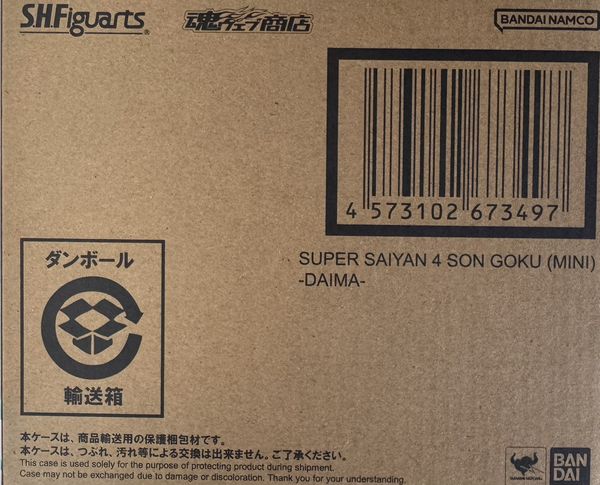 S.H.Figuarts®
魂ウェブ商店
BANDAI NAMCO
4 573102 673497
SUPER SAIYAN 4 SON GOKU (MINI)
-DAIMA-
ダンボール
輸送箱
本ケースは、商品輸送用の保護梱包材です。
本ケースは、つぶれ、汚れ等による交換は出来ません。ご了承ください。
This case is used solely for the purpose of protecting product during shipment.
Case may not be exchanged due to damage or discoloration. Thank you for your understanding.
BAN
DAI